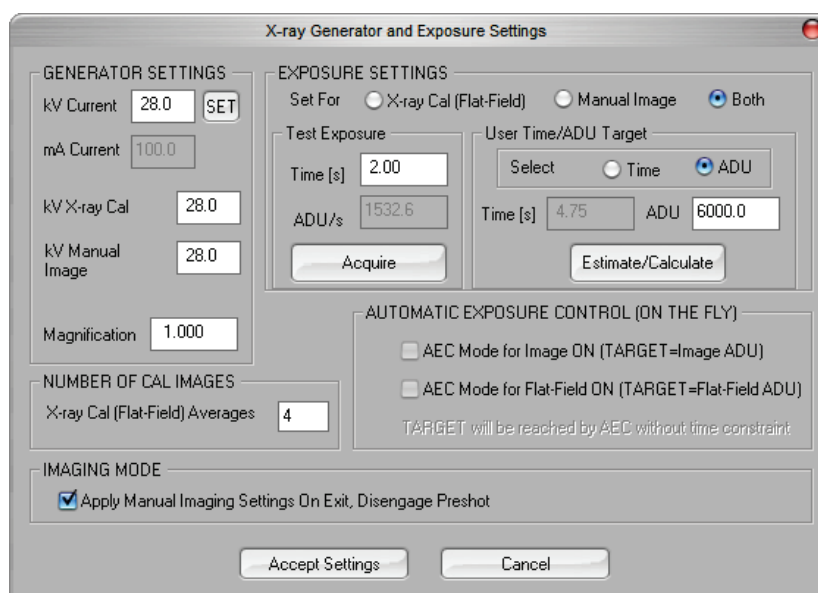 X-ray Generator and Exposure Settings
GENERATOR SETTINGS
kV Current 28.0 SET
mA Current 100.0
kV X-ray Cal 28.0
kV Manual Image 28.0
Magnification 1.000
EXPOSURE SETTINGS
Set For X-ray Cal (Flat-Field) Manual Image Both
Test Exposure
Time [s] 2.00
ADU/s 1532.6
Acquire
User Time/ADU Target
Select Time ADU
Time [s] 4.75 ADU 6000.0
Estimate/Calculate
AUTOMATIC EXPOSURE CONTROL (ON THE FLY)
AEC Mode for Image ON (TARGET=Image ADU)
AEC Mode for Flat-Field ON (TARGET=Flat-Field ADU)
TARGET will be reached by AEC without time constraint
NUMBER OF CAL IMAGES
X-ray Cal (Flat-Field) Averages 4
IMAGING MODE
Apply Manual Imaging Settings On Exit, Disengage Preshot
Accept Settings Cancel